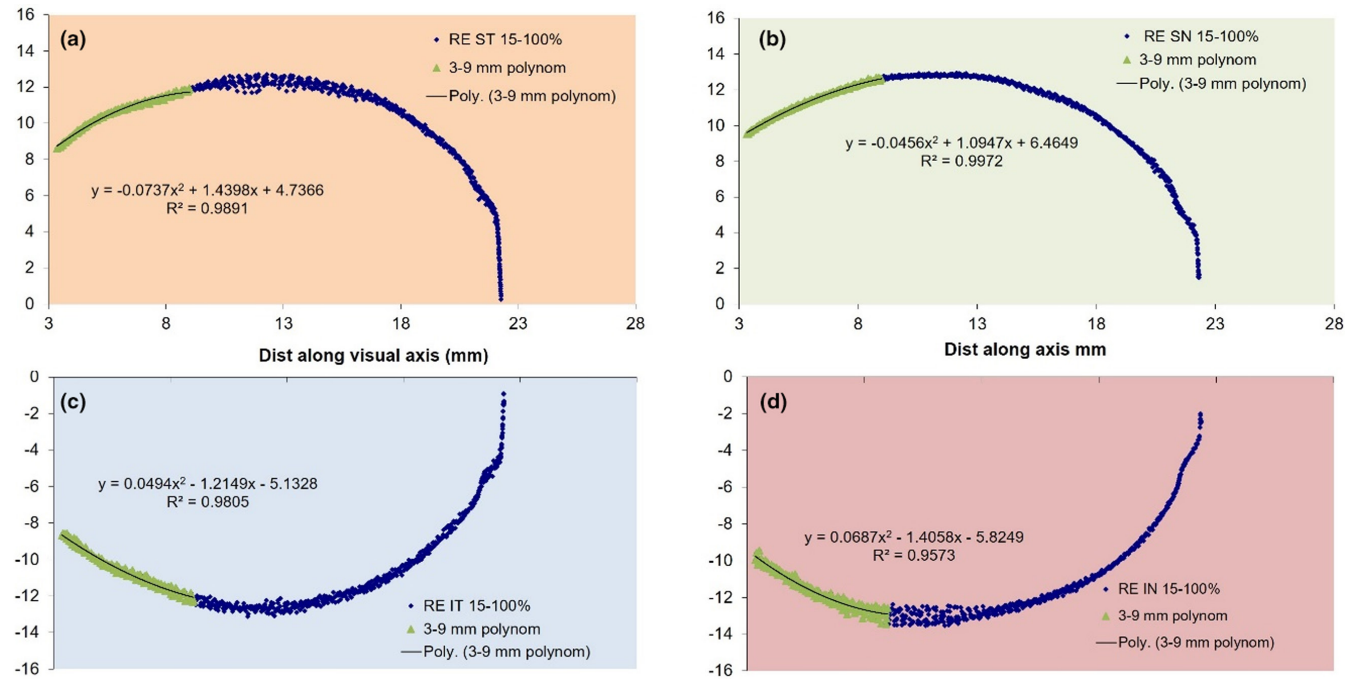 16
14
12
10
8
6
4
2
0
(a)
RE ST 15-100%
3-9 mm polynom
Poly. (3-9 mm polynom)
y = -0.0737x² + 1.4398x + 4.7366
R² = 0.9891
3 8 13 18 23 28
Dist along visual axis (mm)
16
14
12
10
8
6
4
2
0
(b)
RE SN 15-100%
3-9 mm polynom
Poly. (3-9 mm polynom)
y = -0.0456x² + 1.0947x + 6.4649
R² = 0.9972
3 8 13 18 23 28
Dist along axis mm
0
-2
-4
-6
-8
-10
-12
-14
-16
(c)
y = 0.0494x² - 1.2149x - 5.1328
R² = 0.9805
RE IT 15-100%
3-9 mm polynom
Poly. (3-9 mm polynom)
0
-2
-4
-6
-8
-10
-12
-14
-16
(d)
y = 0.0687x² - 1.4058x - 5.8249
R² = 0.9573
RE IN 15-100%
3-9 mm polynom
Poly. (3-9 mm polynom)